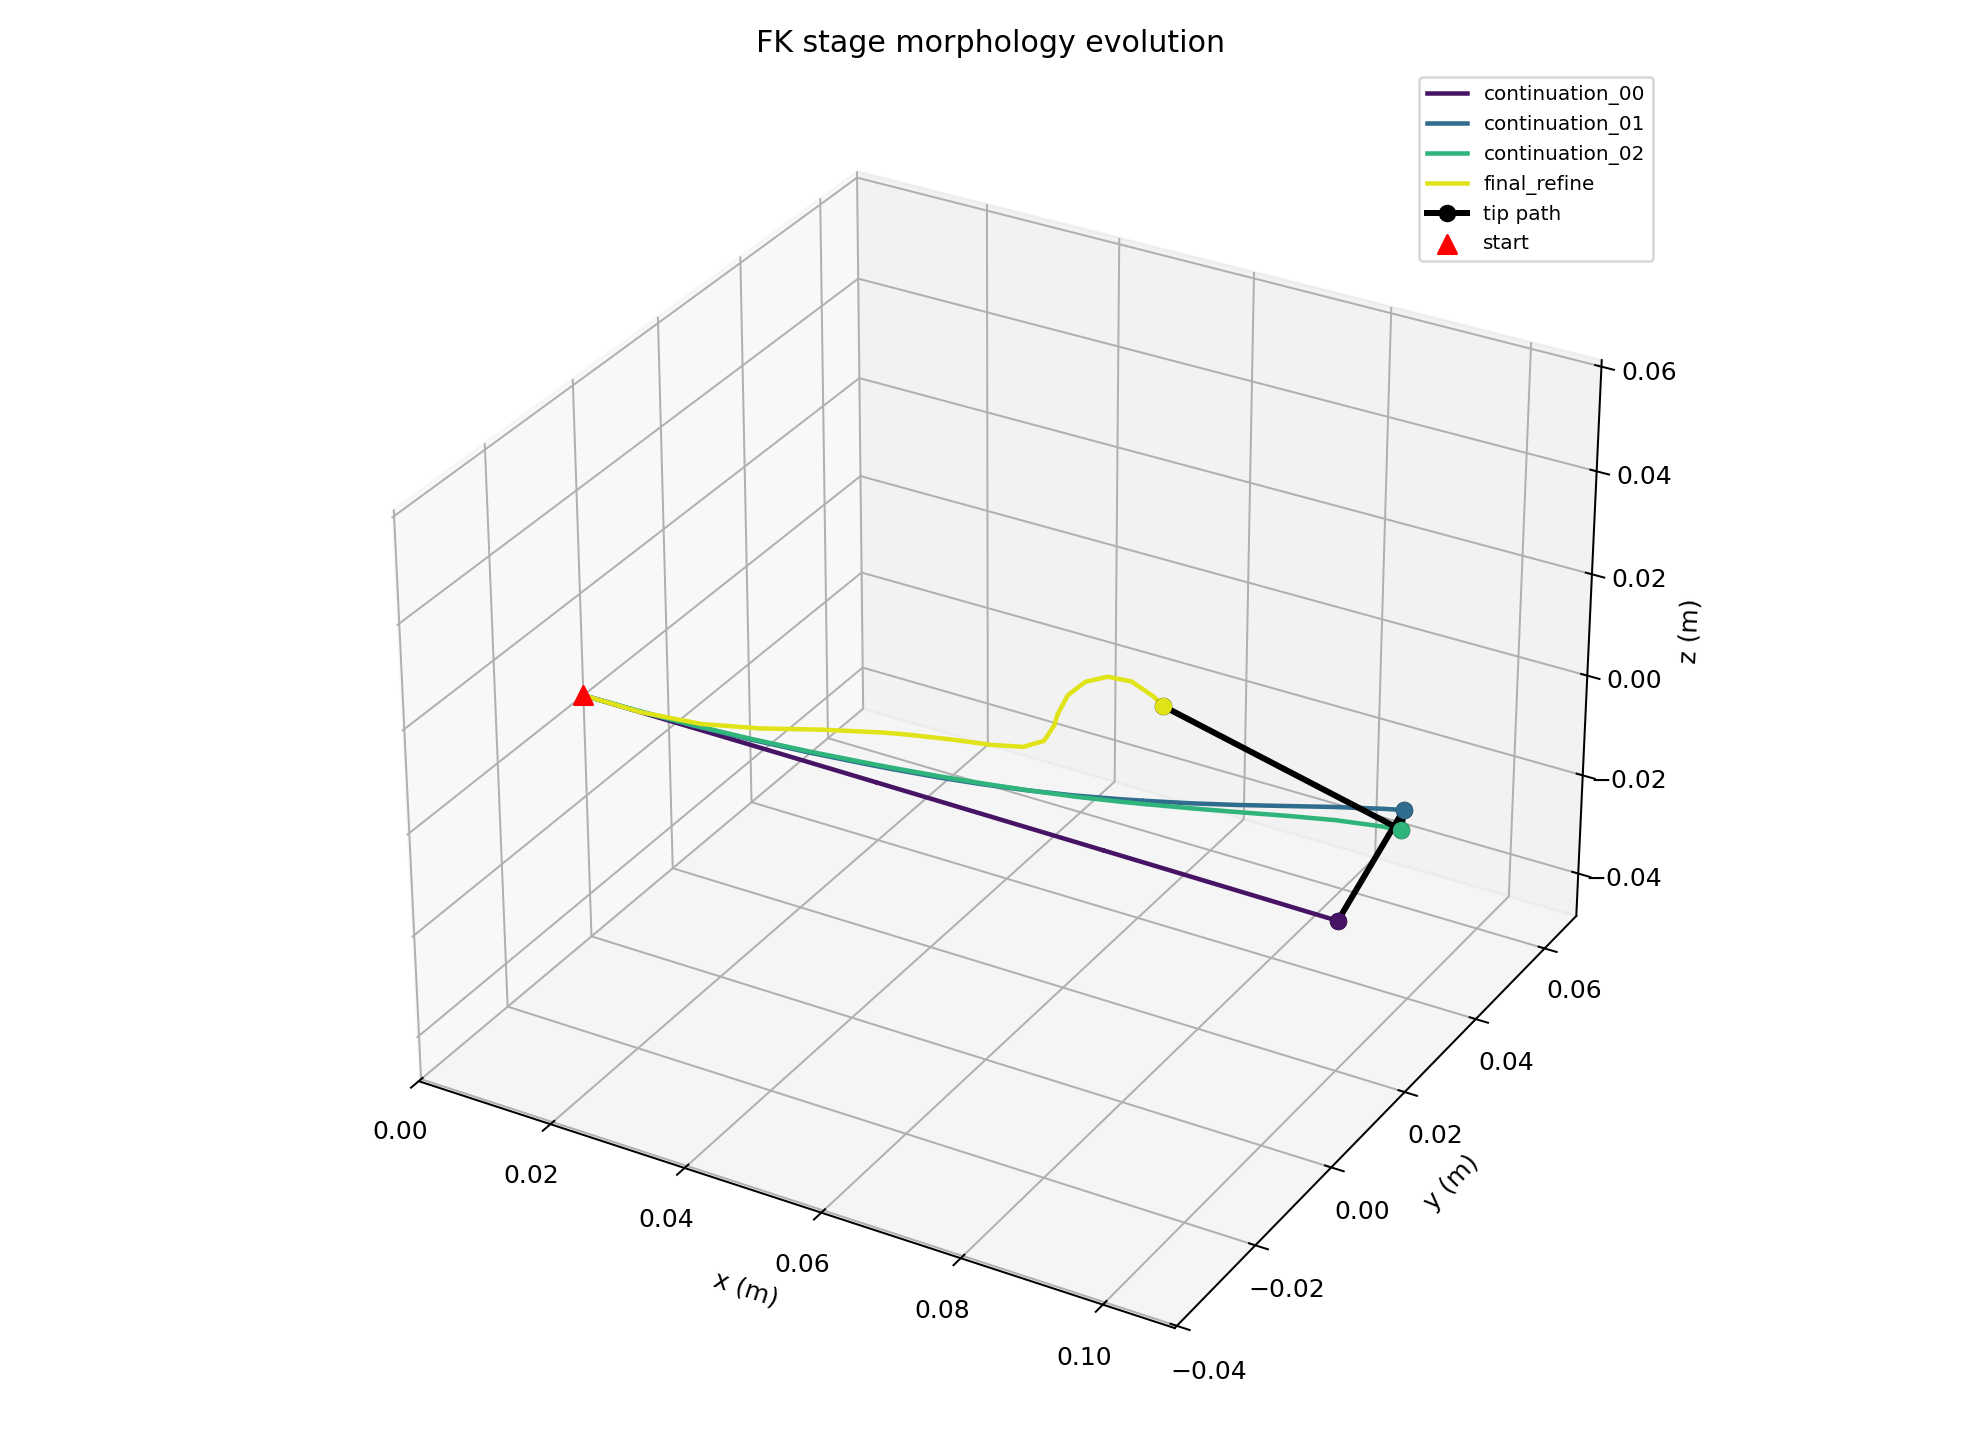 FK stage morphology evolution
continuation_00
continuation_01
continuation_02
final_refine
tip path
start
0.06
0.04
0.02
0.00
−0.02
−0.04
z (m)
0.06
0.04
0.02
0.00
−0.02
−0.04
y (m)
0.00
0.02
0.04
0.06
0.08
0.10
x (m)